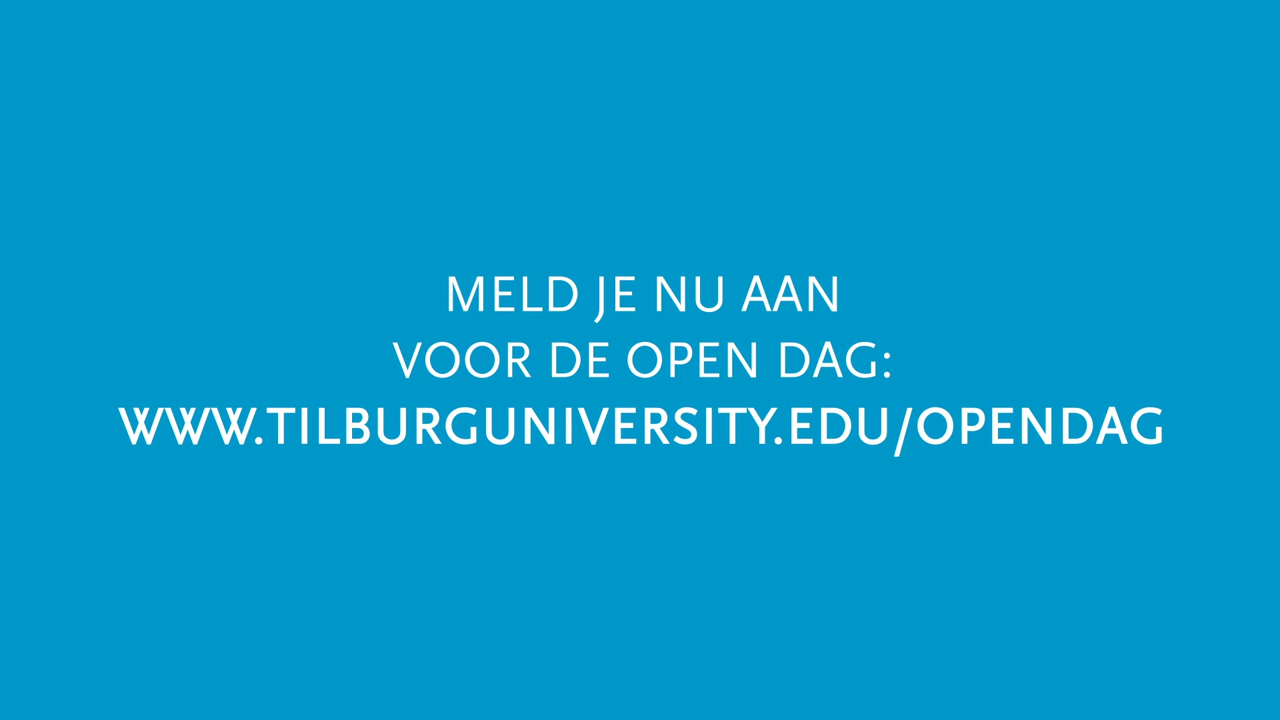 MELD JE NU AAN
VOOR DE OPEN DAG:
WWW.TILBURGUNIVERSITY.EDU/OPENDAG